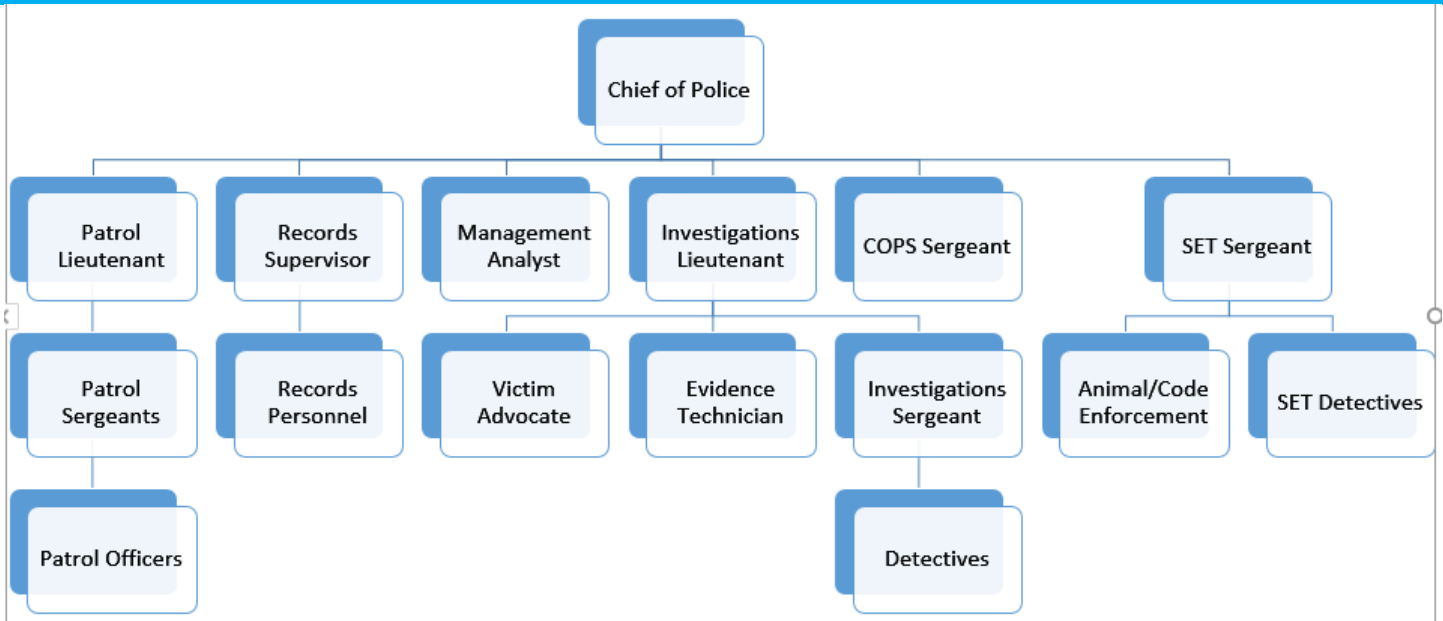 Chief of Police
Patrol
Lieutenant
Records
Supervisor
Management
Analyst
Investigations
Lieutenant
COPS Sergeant
SET Sergeant
Patrol
Sergeants
Records
Personnel
Victim
Advocate
Evidence
Technician
Investigations
Sergeant
Animal/Code
Enforcement
SET Detectives
Patrol Officers
Detectives